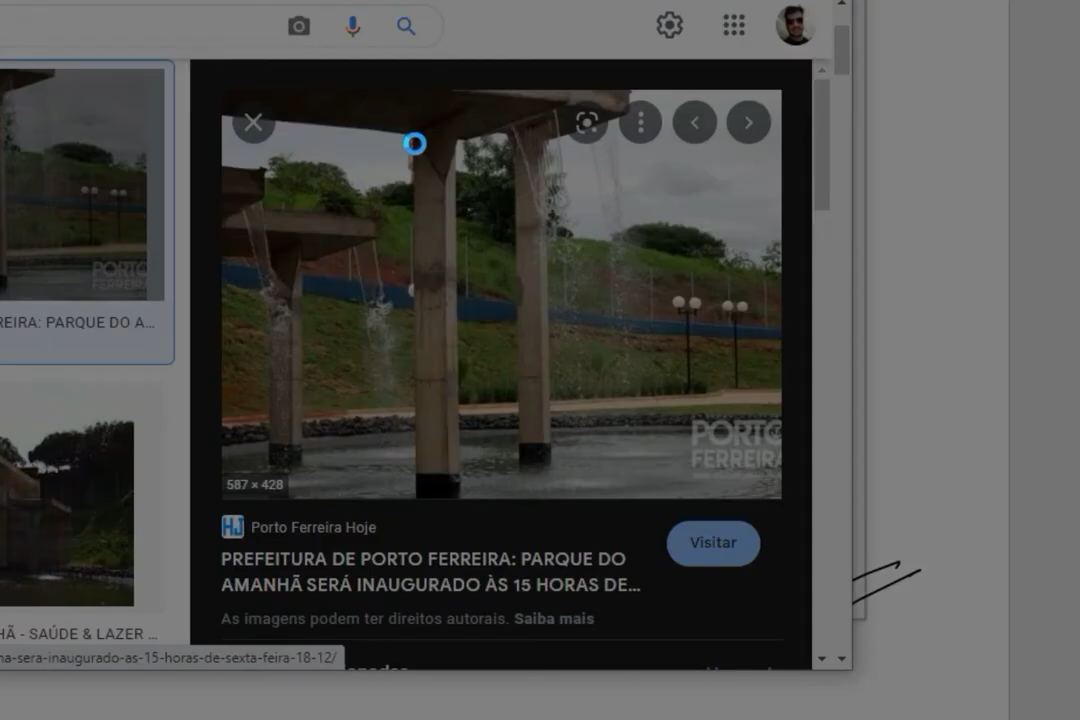 PORTO
FERREIRA
REIRA: PARQUE DO A...
HÃ - SAÚDE & LAZER ...
na-sera-inaugurado-as-15-horas-de-sexta-feira-18-12/
PORTO
FERREIRA
587 × 428
HJ Porto Ferreira Hoje
Visitar
PREFEITURA DE PORTO FERREIRA: PARQUE DO
AMANHÃ SERÁ INAUGURADO ÀS 15 HORAS DE...
As imagens podem ter direitos autorais. Saiba mais